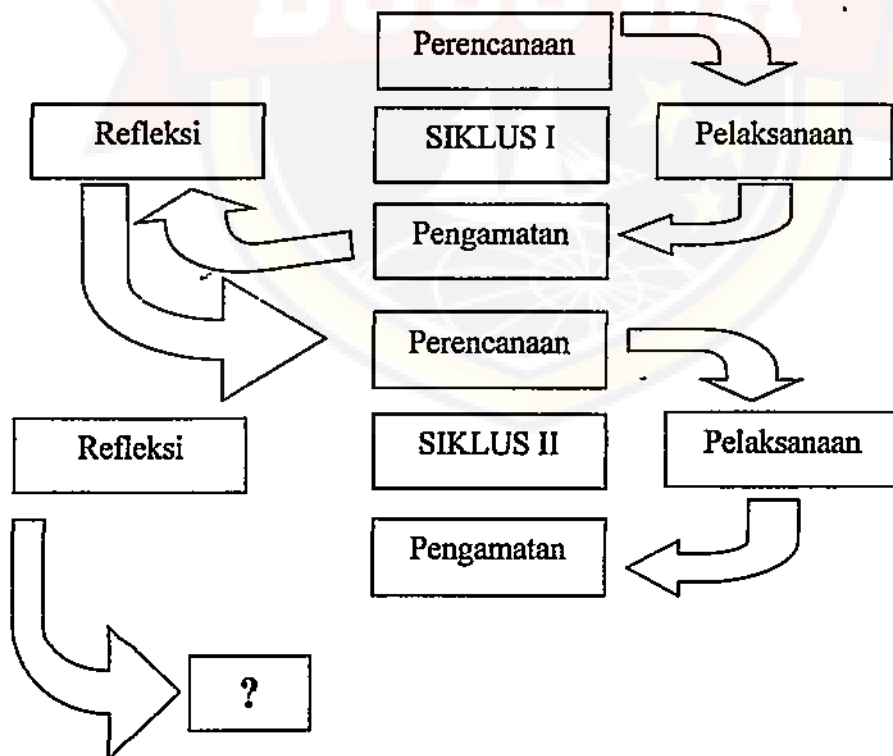 Perencanaan
Refleksi
SIKLUS I
Pelaksanaan
Pengamatan
Perencanaan
Refleksi
SIKLUS II
Pelaksanaan
Pengamatan
?